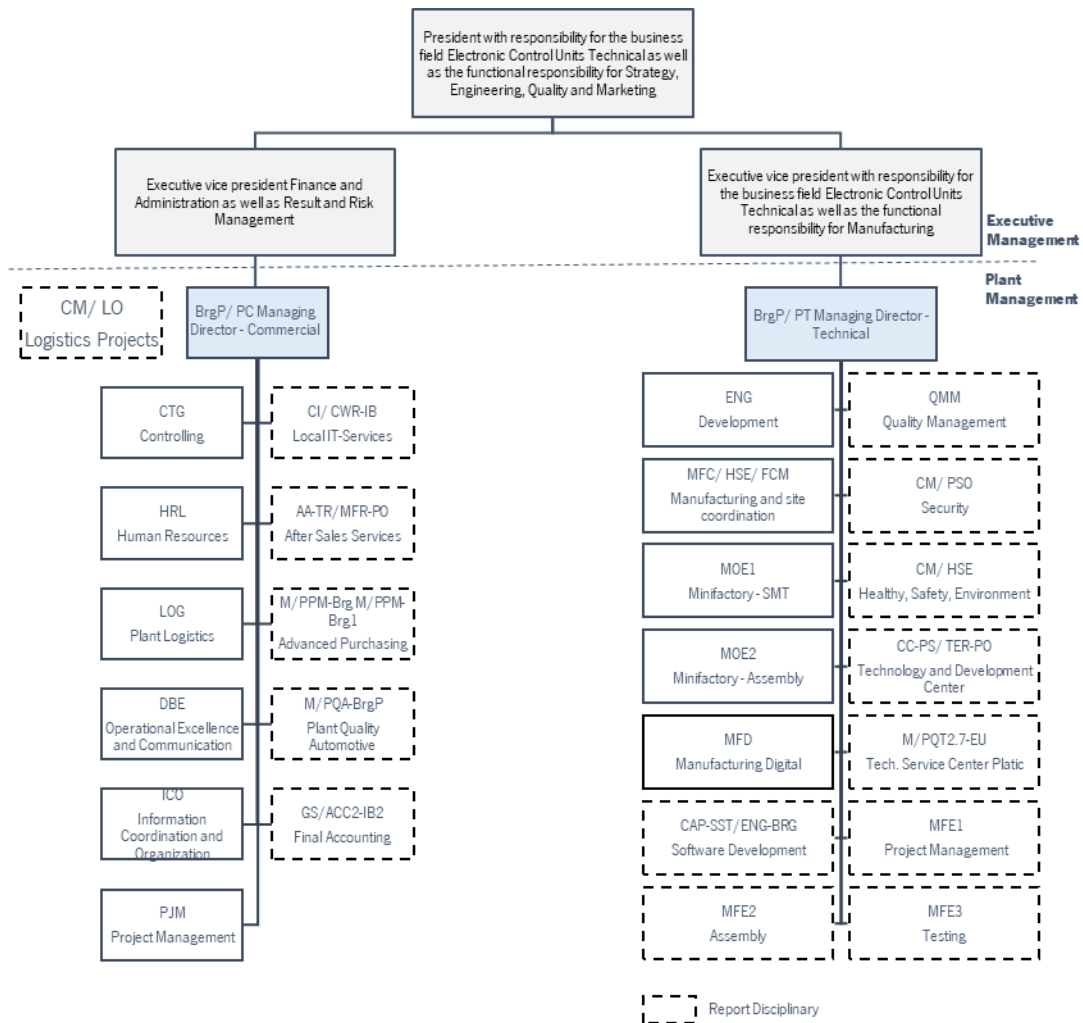 President with responsibility for the business
field Electronic Control Units Technical as well
as the functional responsibility for Strategy,
Engineering, Quality and Marketing
Executive vice president Finance and
Administration as well as Result and Risk
Management
Executive vice president with responsibility for
the business field Electronic Control Units
Technical as well as the functional
responsibility for Manufacturing
Executive
Management
Plant
Management
CM/ LO
Logistics Projects
BrgP/ PC Managing
Director - Commercial
BrgP/ PT Managing Director -
Technical
CTG
Controlling
CI/ CWR-IB
Local IT-Services
HRL
Human Resources
AA-TR/ MFR-PO
After Sales Services
LOG
Plant Logistics
M/PPM-Brg M/PPM-
Brg1
Advanced Purchasing
DBE
Operational Excellence
and Communication
M/PQA-BrgP
Plant Quality
Automotive
ICO
Information
Coordination and
Organization
GS/ACC2-IB2
Final Accounting
PJM
Project Management
ENG
Development
QMM
Quality Management
MFC/ HSE/ FCM
Manufacturing and site
coordination
CM/ PSO
Security
MOE1
Minifactory - SMT
CM/ HSE
Healthy, Safety, Environment
MOE2
Minifactory - Assembly
CC-PS/ TER-PO
Technology and Development
Center
MFD
Manufacturing Digital
M/PQT2.7-EU
Tech. Service Center Platic
CAP-SST/ENG-BRG
Software Development
MFE1
Project Management
MFE2
Assembly
MFE3
Testing
Report Disciplinary